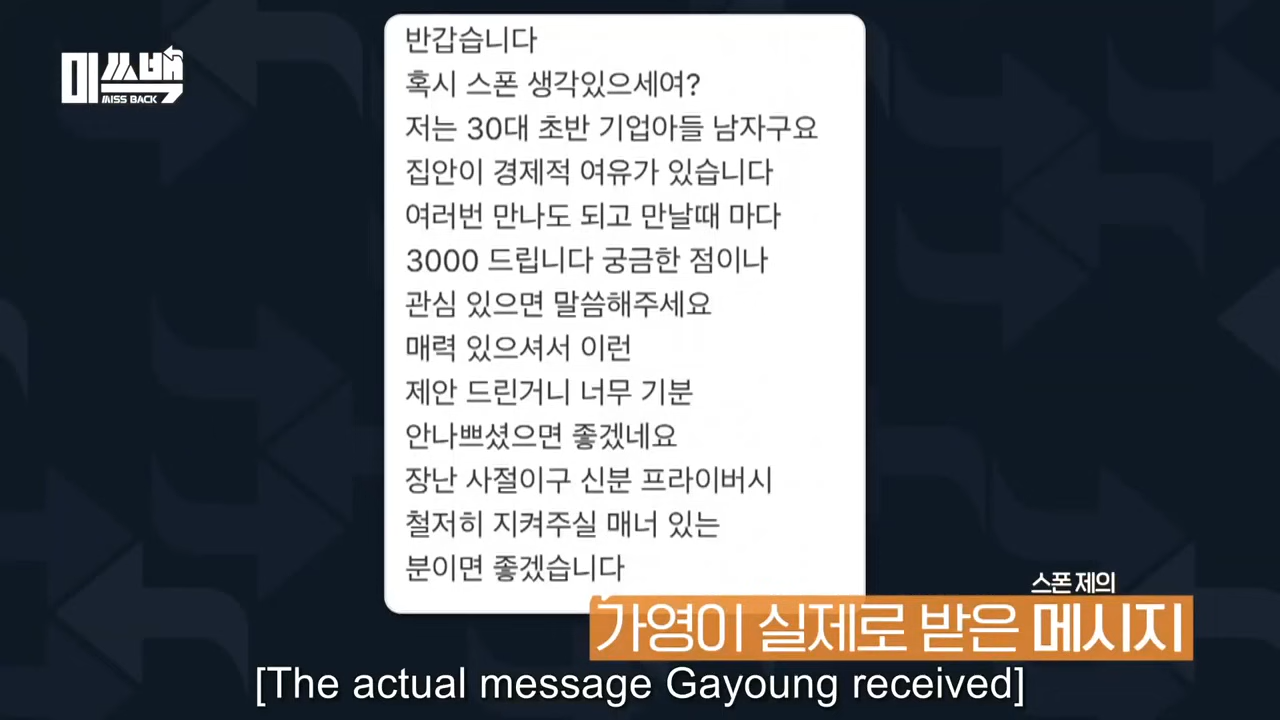 미쓰백
MISS BACK
반갑습니다
혹시 스폰 생각있으세여?
저는 30대 초반 기업아들 남자구요
집안이 경제적 여유가 있습니다
여러번 만나도 되고 만날때 마다
3000 드립니다 궁금한 점이나
관심 있으면 말씀해주세요
매력 있으셔서 이런
제안 드린거니 너무 기분
안나쁘셨으면 좋겠네요
장난 사절이구 신분 프라이버시
철저히 지켜주실 매너 있는
분이면 좋겠습니다
스폰 제의
가영이 실제로 받은 메시지
[The actual message Gayoung received]